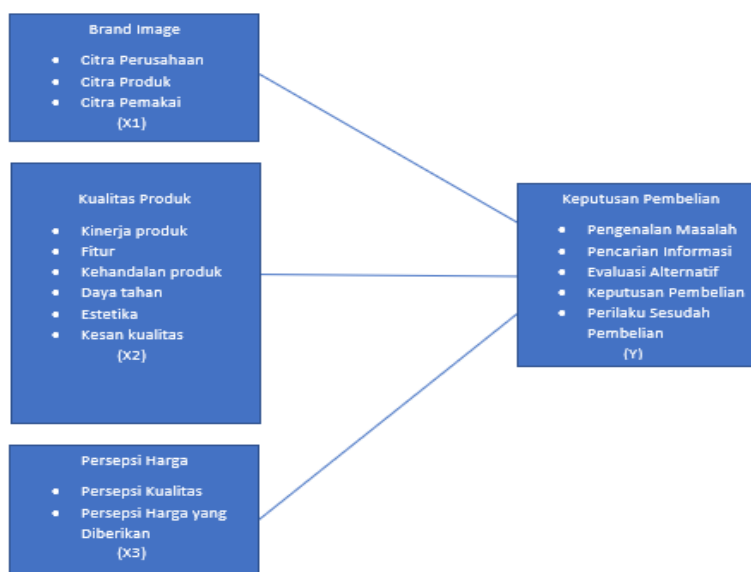 Brand Image
• Citra Perusahaan
• Citra Produk
• Citra Pemakai
(X1)
Kualitas Produk
• Kinerja produk
• Fitur
• Kehandalan produk
• Daya tahan
• Estetika
• Kesan kualitas
(X2)
Persepsi Harga
• Persepsi Kualitas
• Persepsi Harga yang
Diberikan
(X3)
Keputusan Pembelian
• Pengenalan Masalah
• Pencarian Informasi
• Evaluasi Alternatif
• Keputusan Pembelian
• Perilaku Sesudah
Pembelian
(Y)